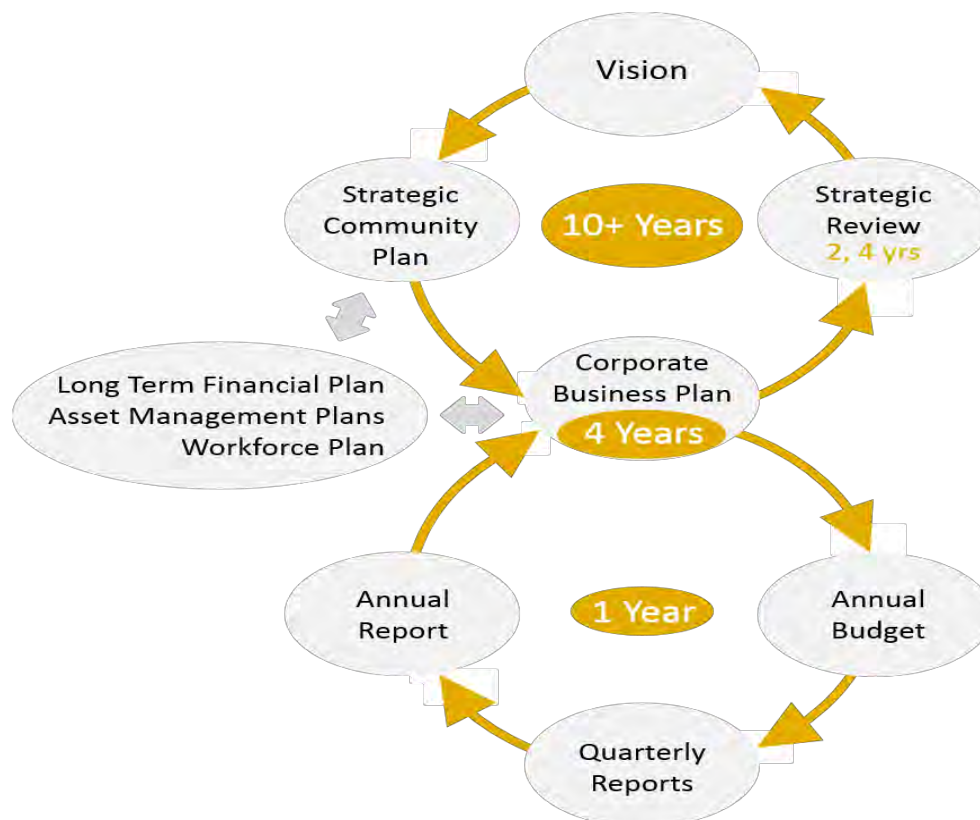 Vision
Strategic
Community
Plan
10+ Years
Strategic
Review
2, 4 yrs
Long Term Financial Plan
Asset Management Plans
Workforce Plan
Corporate
Business Plan
4 Years
Annual
Report
1 Year
Annual
Budget
Quarterly
Reports